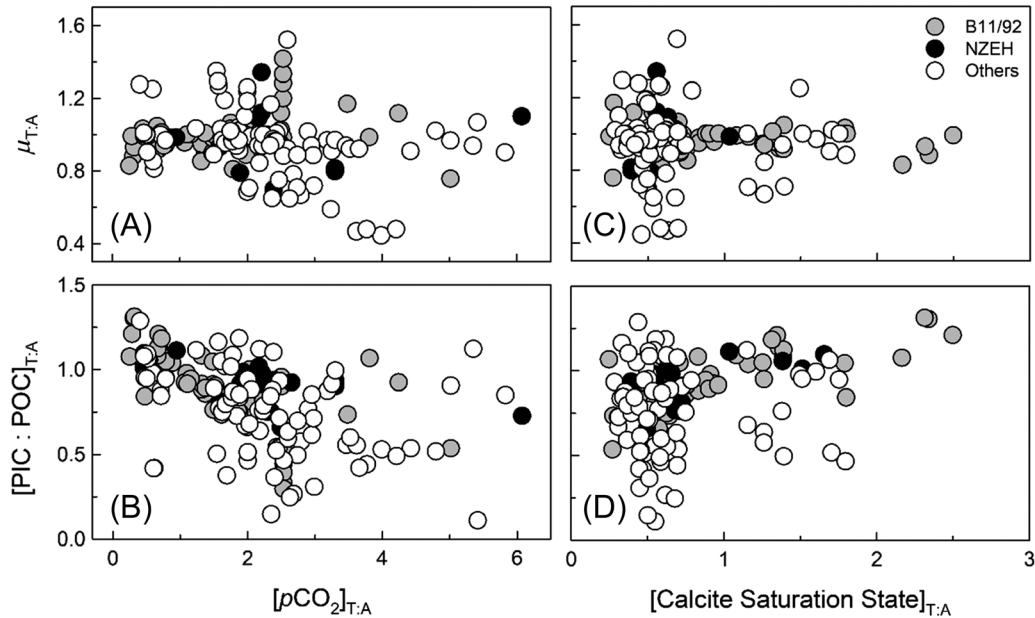 1.6
1.2
0.8
0.4
μT:A
(A)
B11/92
NZEH
Others
(C)
1.5
1.0
0.5
0.0
[PIC : POC]T:A
(B)
(D)
0 2 4 6
0 1 2 3
[pCO2]T:A
[Calcite Saturation State]T:A